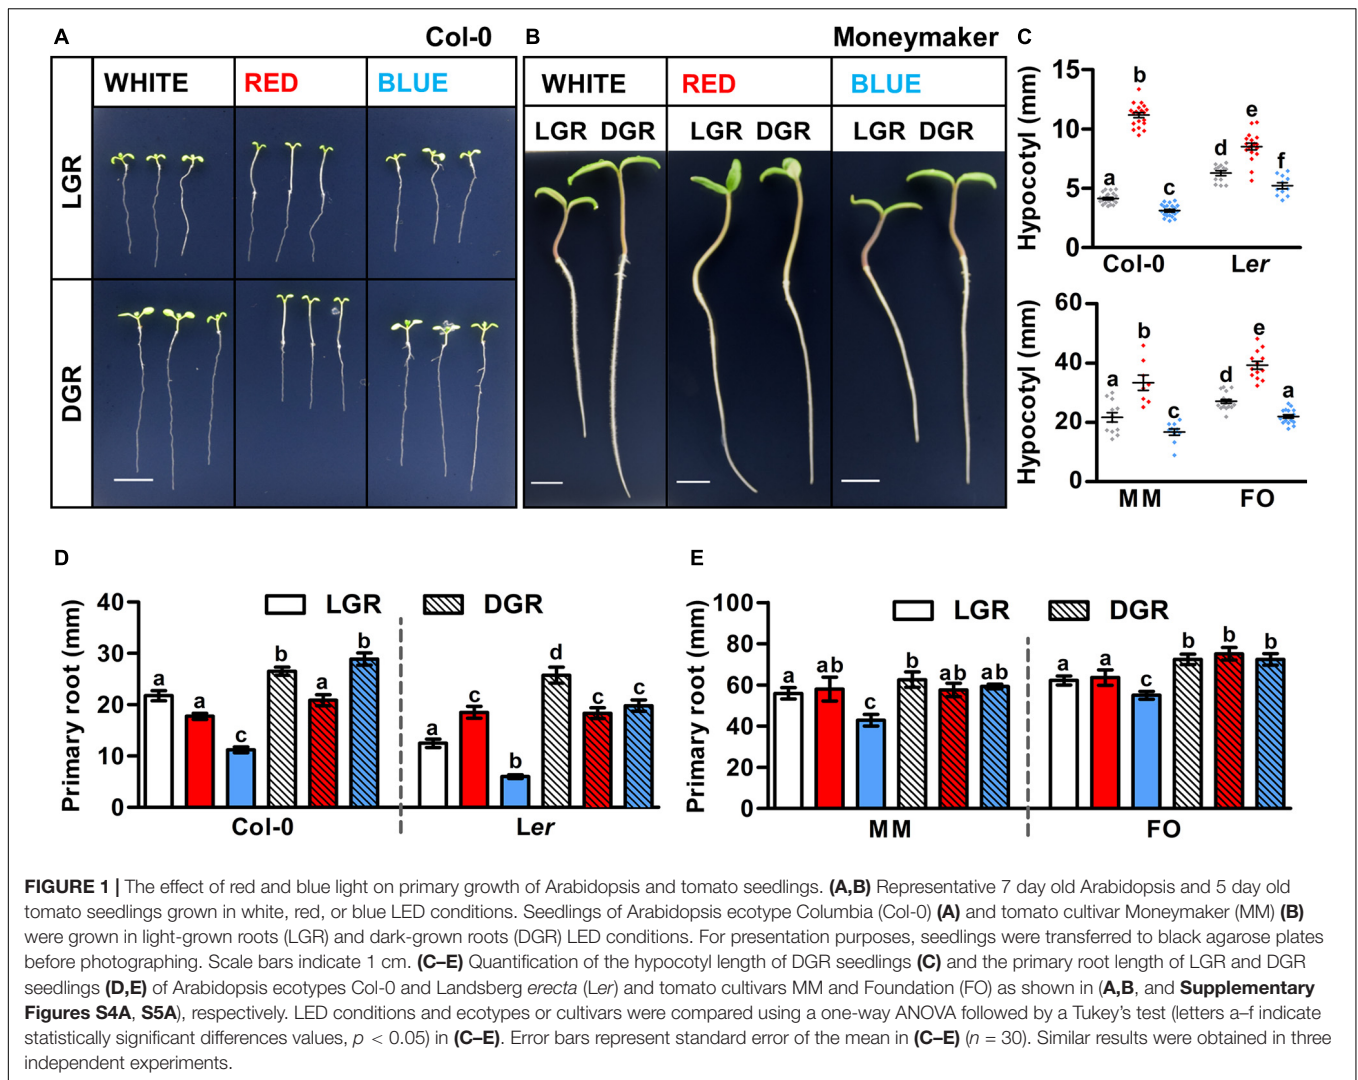 A
Col-0
WHITE
RED
BLUE
LGR
DGR
B
Moneymaker
WHITE
RED
BLUE
LGR DGR
LGR DGR
LGR DGR
C
Hypocotyl (mm)
15
10
5
0
a
b
c
d
e
f
Col-0
Ler
Hypocotyl (mm)
60
40
20
0
a
b
c
d
e
a
MM
FO
D
Primary root (mm)
40
30
20
10
0
LGR
DGR
a
a
c
b
a
b
a
c
b
d
c
c
Col-0
Ler
E
Primary root (mm)
100
80
60
40
20
0
LGR
DGR
a
ab
c
b
ab
ab
a
a
c
b
b
b
MM
FO
FIGURE 1 | The effect of red and blue light on primary growth of Arabidopsis and tomato seedlings. (A,B) Representative 7 day old Arabidopsis and 5 day old
tomato seedlings grown in white, red, or blue LED conditions. Seedlings of Arabidopsis ecotype Columbia (Col-0) (A) and tomato cultivar Moneymaker (MM) (B)
were grown in light-grown roots (LGR) and dark-grown roots (DGR) LED conditions. For presentation purposes, seedlings were transferred to black agarose plates
before photographing. Scale bars indicate 1 cm. (C–E) Quantification of the hypocotyl length of DGR seedlings (C) and the primary root length of LGR and DGR
seedlings (D,E) of Arabidopsis ecotypes Col-0 and Landsberg erecta (Ler) and tomato cultivars MM and Foundation (FO) as shown in (A,B, and Supplementary
Figures S4A, S5A), respectively. LED conditions and ecotypes or cultivars were compared using a one-way ANOVA followed by a Tukey's test (letters a–f indicate
statistically significant differences values, p < 0.05) in (C–E). Error bars represent standard error of the mean in (C–E) (n = 30). Similar results were obtained in three
independent experiments.